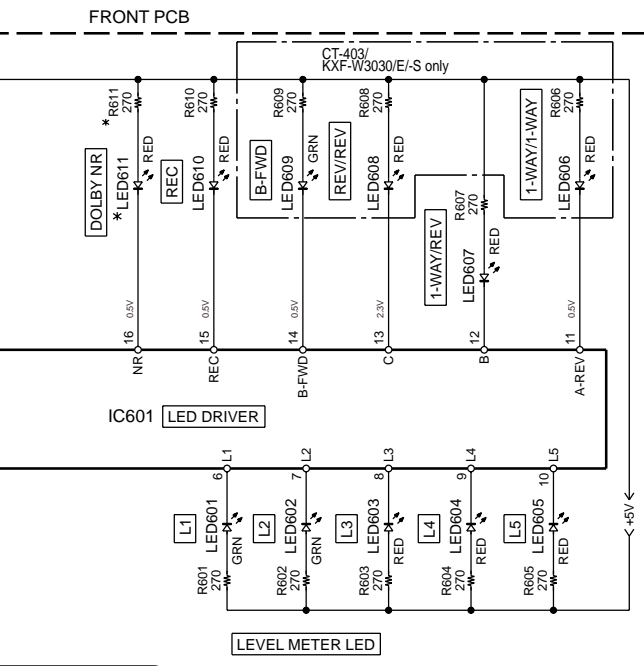 FRONT PCB
CT-403/
KXF-W3030/E/-S only
*R611
270
R610
270
R609
270
R608
270
R606
270
R607
270
DOLBY NR
*LED611
RED
REC
LED610
RED
B-FWD
LED609
GRN
REV/REV
LED608
RED
1-WAY/REV
LED607
RED
1-WAY/1-WAY
LED606
RED
0.5V
0.5V
0.5V
2.3V
0.5V
16
15
14
13
12
11
NR
REC
B-FWD
C
B
A-REV
IC601 LED DRIVER
L1
L2
L3
L4
L5
6
7
8
9
10
L1
LED601
GRN
L2
LED602
GRN
L3
LED603
RED
L4
LED604
RED
L5
LED605
RED
+5V
R601
270
R602
270
R603
270
R604
270
R605
270
LEVEL METER LED